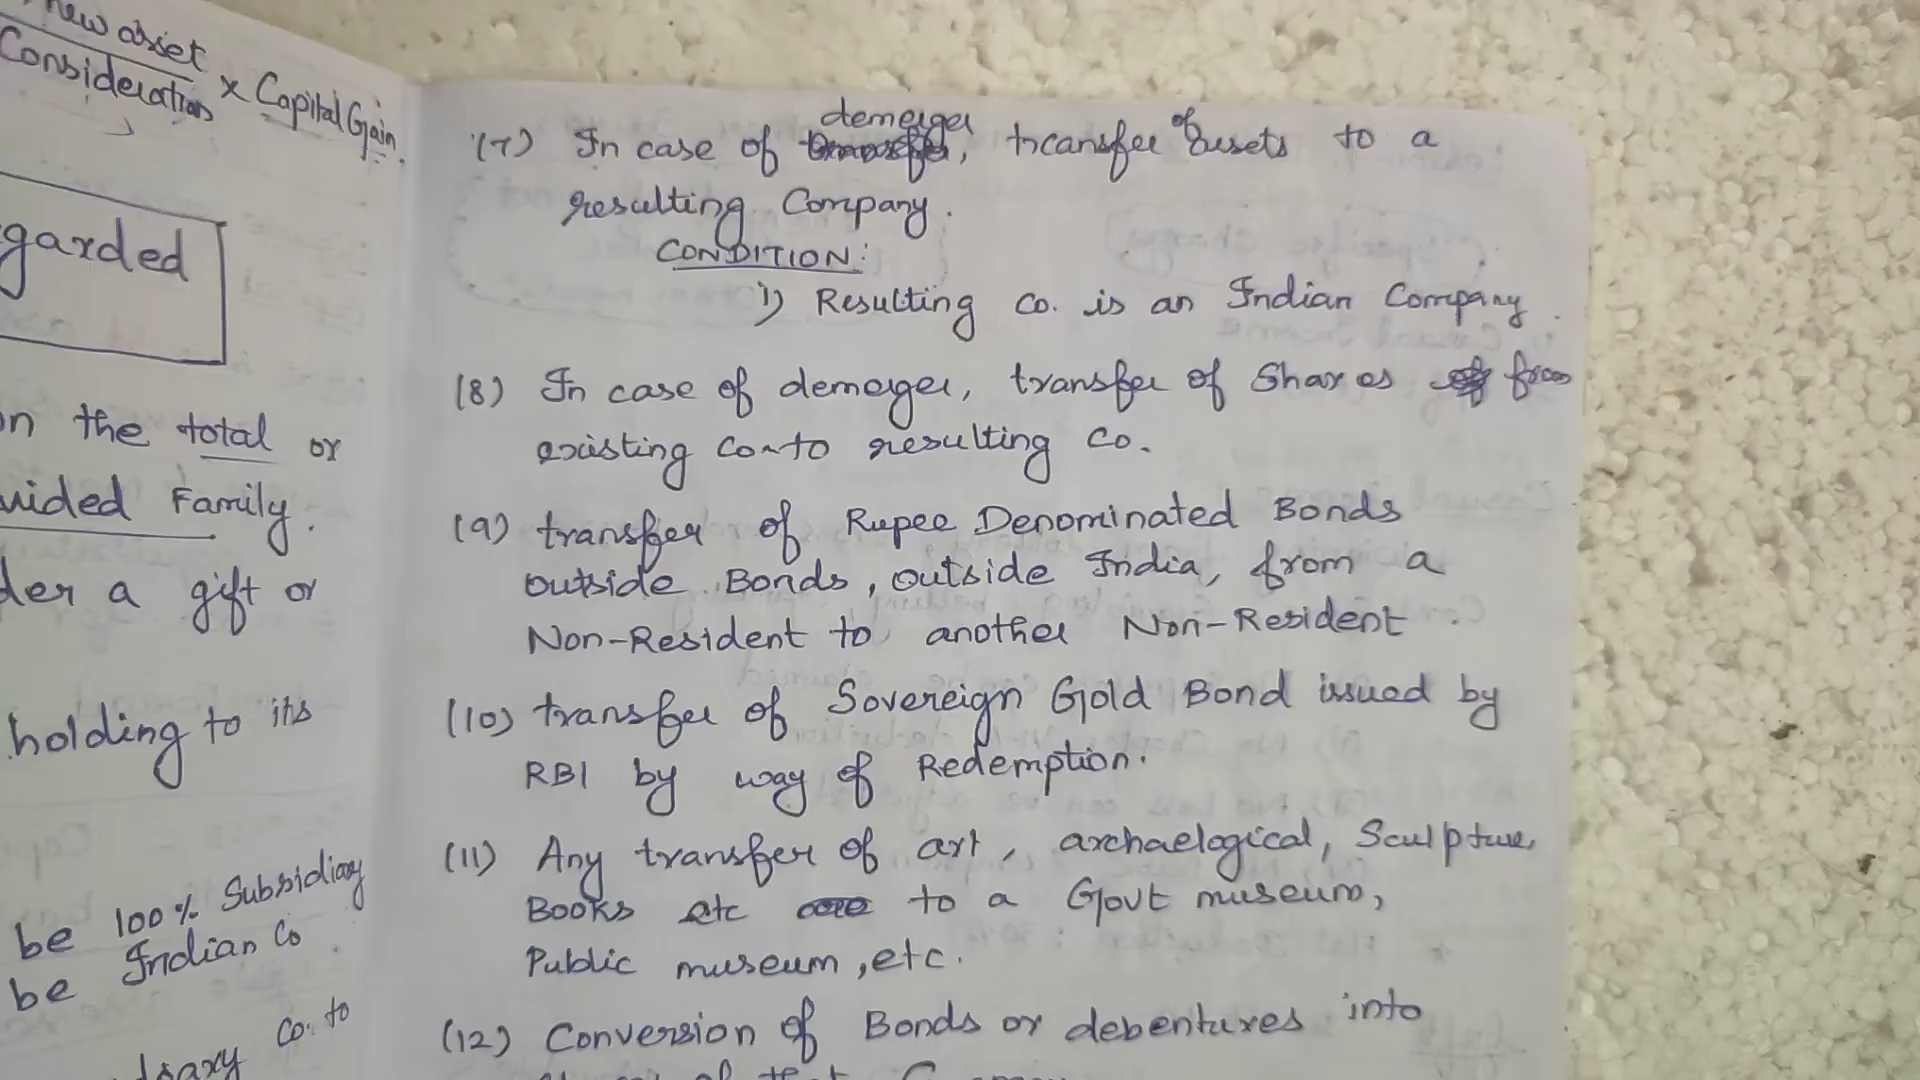 new asset
Consideration × Capital Gain.
garded
n the total or
vided Family.
der a gift or
holding to its
be 100% Subsidiary
be Indian Co.
Co. to
(7) In case of demerger, transfer of assets to a
resulting Company.
CONDITION:
i) Resulting Co. is an Indian Company.
(8) In case of demerger, transfer of Shares from
existing Co. to resulting Co.
(9) transfer of Rupee Denominated Bonds
outside Bonds, outside India, from a
Non-Resident to another Non-Resident.
(10) transfer of Sovereign Gold Bond issued by
RBI by way of Redemption.
(11) Any transfer of art, archaelogical, Sculpture,
Books etc to a Govt museum,
Public museum, etc.
(12) Conversion of Bonds or debentures into